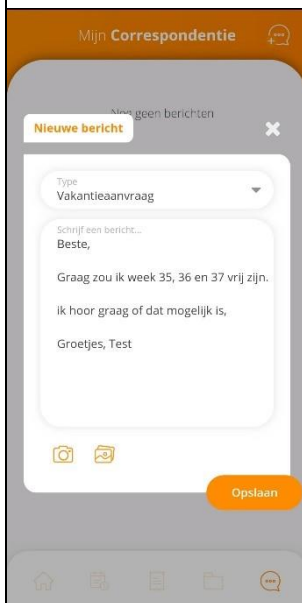 Mijn Correspondentie
Nog geen berichten
Nieuwe bericht
Type
Vakantieaanvraag
Schrijf een bericht...
Beste,
Graag zou ik week 35, 36 en 37 vrij zijn.
ik hoor graag of dat mogelijk is,
Groetjes, Test
Opslaan